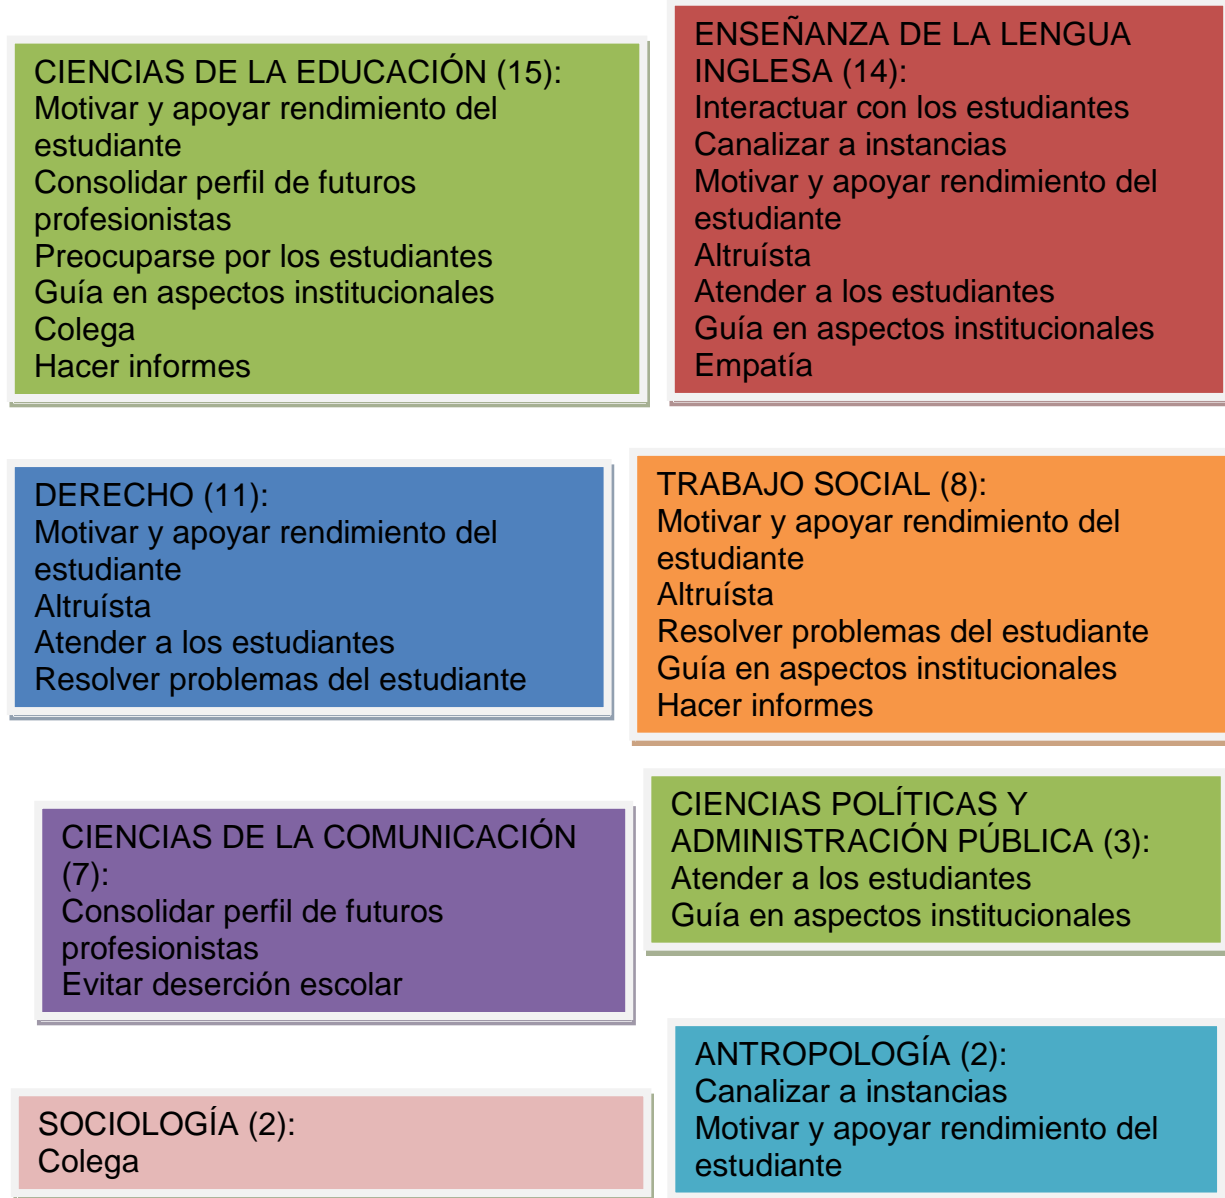 CIENCIAS DE LA EDUCACIÓN (15):
Motivar y apoyar rendimiento del
estudiante
Consolidar perfil de futuros
profesionistas
Preocuparse por los estudiantes
Guía en aspectos institucionales
Colega
Hacer informes
ENSEÑANZA DE LA LENGUA
INGLESA (14):
Interactuar con los estudiantes
Canalizar a instancias
Motivar y apoyar rendimiento del
estudiante
Altruísta
Atender a los estudiantes
Guía en aspectos institucionales
Empatía
DERECHO (11):
Motivar y apoyar rendimiento del
estudiante
Altruísta
Atender a los estudiantes
Resolver problemas del estudiante
TRABAJO SOCIAL (8):
Motivar y apoyar rendimiento del
estudiante
Altruísta
Resolver problemas del estudiante
Guía en aspectos institucionales
Hacer informes
CIENCIAS DE LA COMUNICACIÓN
(7):
Consolidar perfil de futuros
profesionistas
Evitar deserción escolar
CIENCIAS POLÍTICAS Y
ADMINISTRACIÓN PÚBLICA (3):
Atender a los estudiantes
Guía en aspectos institucionales
SOCIOLOGÍA (2):
Colega
ANTROPOLOGÍA (2):
Canalizar a instancias
Motivar y apoyar rendimiento del
estudiante